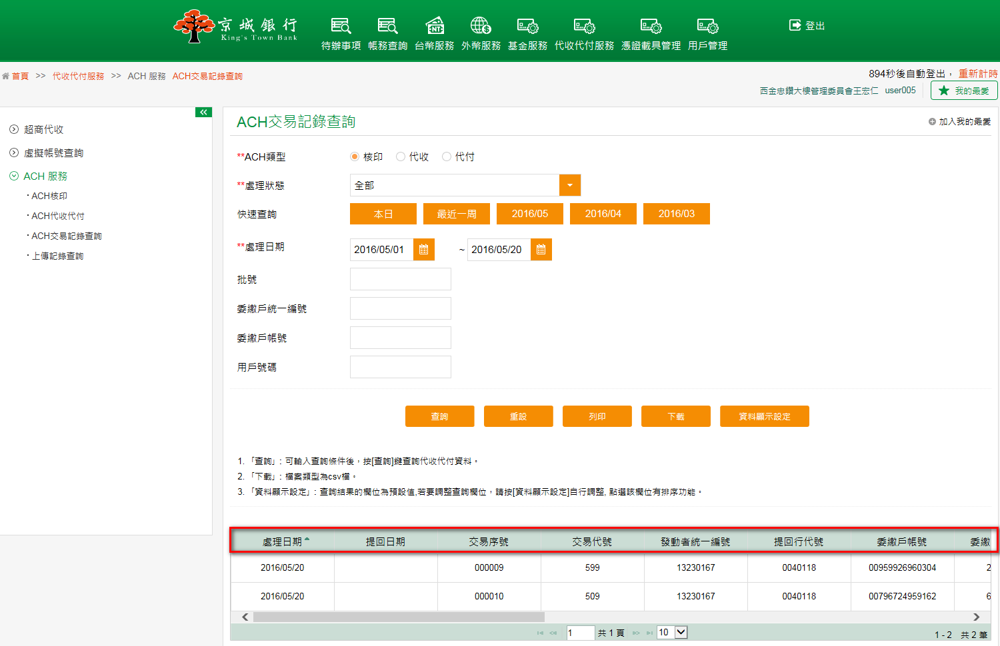 京城銀行
King's Town Bank
待辦事項 帳務查詢 台幣服務 外幣服務 基金服務 代收代付服務 憑證載具管理 用戶管理
登出
首頁 >> 代收代付服務 >> ACH 服務 ACH交易記錄查詢
894秒後自動登出， 重新計時
西金忠鑽大樓管理委員會王宏仁 user005 我的最愛
超商代收
虛擬帳號查詢
ACH 服務
・ACH核印
・ACH代收代付
・ACH交易記錄查詢
・上傳記錄查詢
ACH交易記錄查詢
加入我的最愛
**ACH類型 核印 代收 代付
**處理狀態 全部
快速查詢 本日 最近一周 2016/05 2016/04 2016/03
**處理日期 2016/05/01 ~ 2016/05/20
批號
委繳戶統一編號
委繳戶帳號
用戶號碼
查詢 重設 列印 下載 資料顯示設定
1. 「查詢」: 可輸入查詢條件後，按[查詢]鍵查詢代收代付資料。
2. 「下載」: 檔案類型為csv檔。
3. 「資料顯示設定」: 查詢結果的欄位為預設值,若要調整查詢欄位，請按[資料顯示設定]自行調整, 點選該欄位有排序功能。
處理日期 提回日期 交易序號 交易代號 發動者統一編號 提回行代號 委繳戶帳號 委繳
2016/05/20 000009 599 13230167 0040118 00959926960304 2
2016/05/20 000010 509 13230167 0040118 00796724959162 6
1 共 1 頁 10
1 - 2 共 2 筆